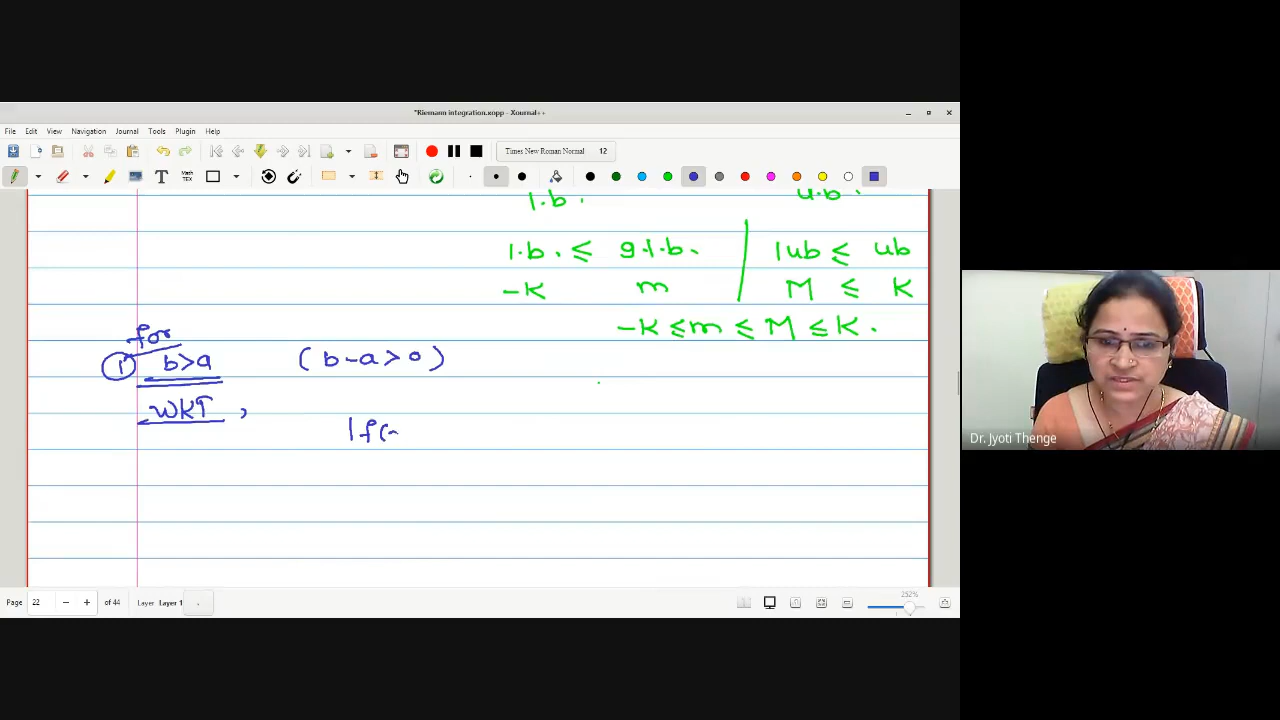 *Riemann integration.xopp - Xournal++
File Edit View Navigation Journal Tools Plugin Help
Times New Roman Normal 12
l.b. u.b.
l.b. ≤ g.l.b. | lub ≤ ub
-K m | M ≤ K
-K ≤ m ≤ M ≤ K.
for
① b>a (b-a>0)
WKT, |f(
Dr. Jyoti Thenge
252%
Page 22 of 44 Layer Layer 1